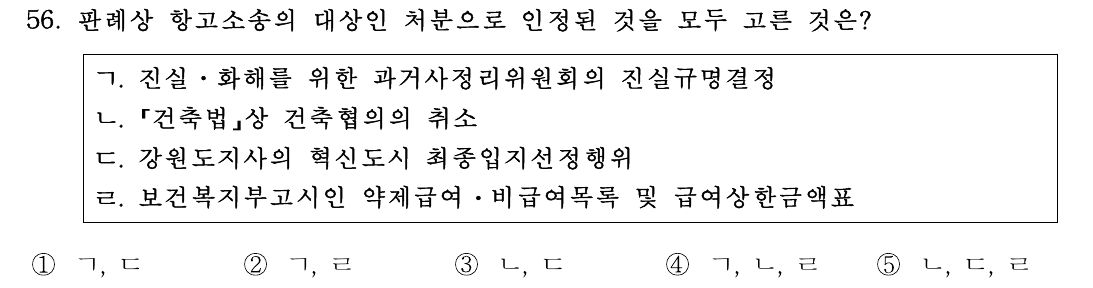 56. 판례상 항고소송의 대상인 처분으로 인정된 것을 모두 고른 것은?
ㄱ. 진실·화해를 위한 과거사정리위원회의 진실규명결정
ㄴ. 「건축법」상 건축협의의 취소
ㄷ. 강원도지사의 혁신도시 최종입지선정행위
ㄹ. 보건복지부고시인 약제급여·비급여목록 및 급여상한금액표
① ㄱ, ㄷ ② ㄱ, ㄹ ③ ㄴ, ㄷ ④ ㄱ, ㄴ, ㄹ ⑤ ㄴ, ㄷ, ㄹ